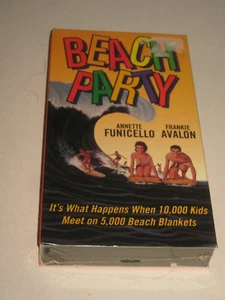 BEACH
PARTY
ANNETTE FRANKIE
FUNICELLO AVALON
It's What Happens When 10,000 Kids
Meet on 5,000 Beach Blankets